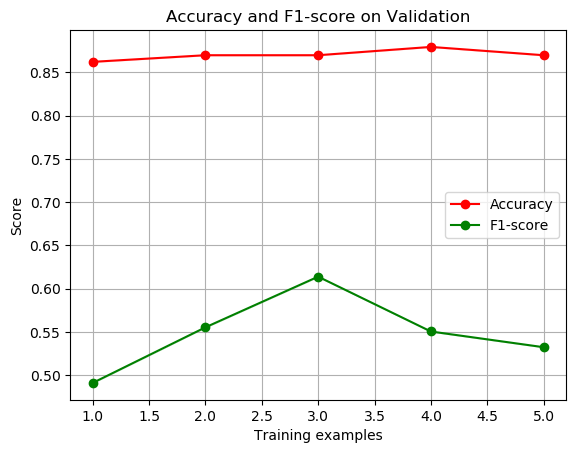 Accuracy and F1-score on Validation
0.85
0.80
0.75
0.70
0.65
0.60
0.55
0.50
Score
Accuracy
F1-score
1.0 1.5 2.0 2.5 3.0 3.5 4.0 4.5 5.0
Training examples